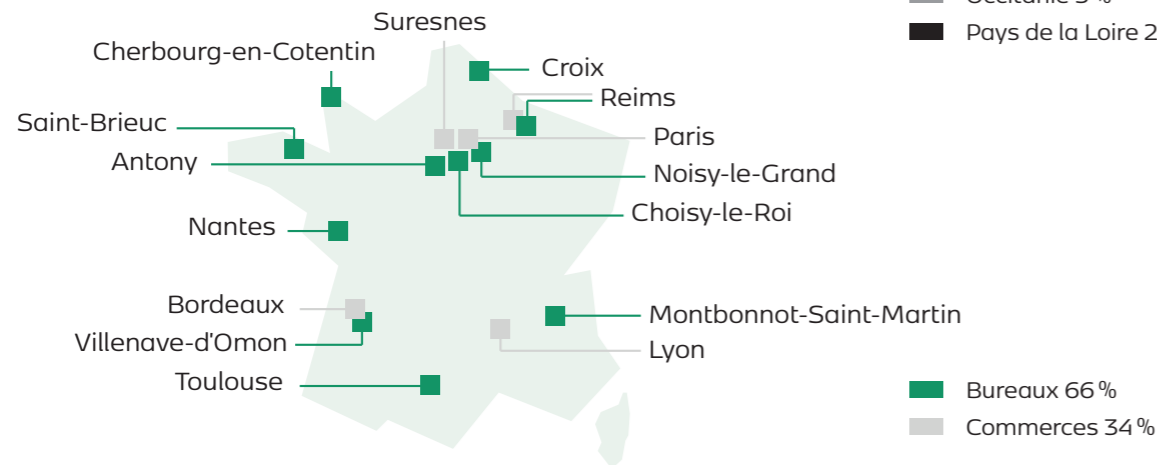 Pays de la Loire 2
Suresnes
Cherbourg-en-Cotentin
Croix
Reims
Saint-Brieuc
Paris
Antony
Noisy-le-Grand
Choisy-le-Roi
Nantes
Bordeaux
Montbonnot-Saint-Martin
Villenave-d'Omon
Lyon
Toulouse
Bureaux 66 %
Commerces 34 %